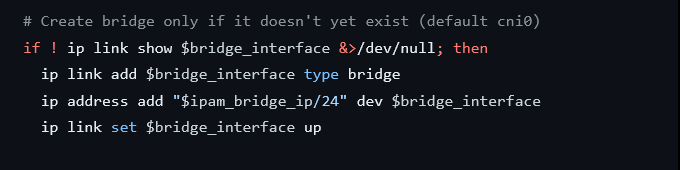 # Create bridge only if it doesn't yet exist (default cni0)
if ! ip link show $bridge_interface &>/dev/null; then
  ip link add $bridge_interface type bridge
  ip address add "$ipam_bridge_ip/24" dev $bridge_interface
  ip link set $bridge_interface up